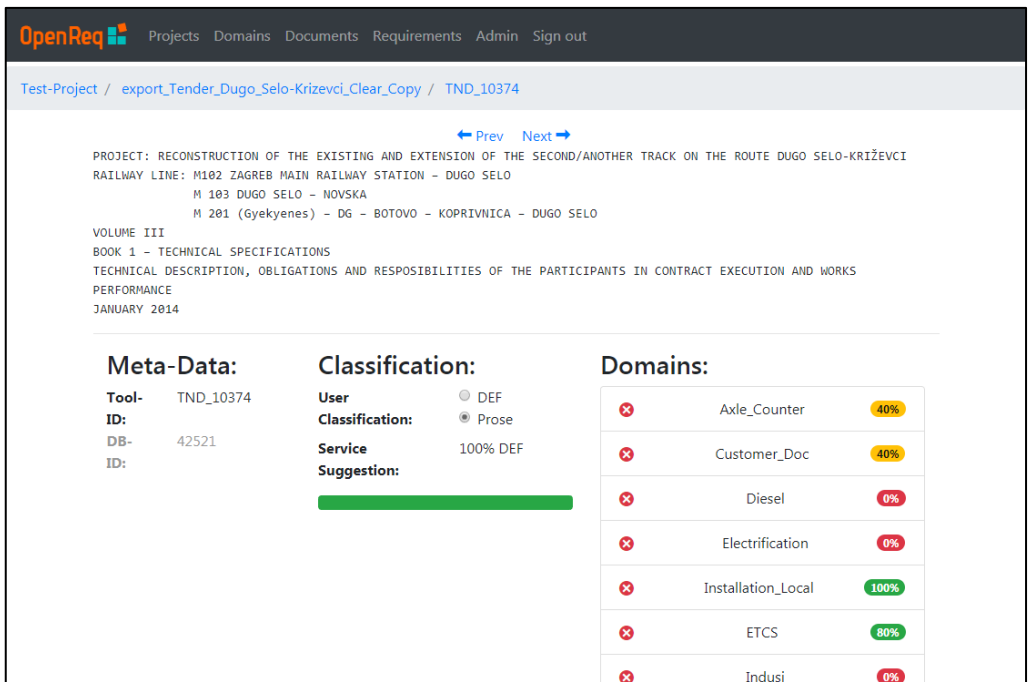 OpenReq Projects Domains Documents Requirements Admin Sign out
Test-Project / export_Tender_Dugo_Selo-Krizevci_Clear_Copy / TND_10374
Prev Next
PROJECT: RECONSTRUCTION OF THE EXISTING AND EXTENSION OF THE SECOND/ANOTHER TRACK ON THE ROUTE DUGO SELO-KRIŽEVCI
RAILWAY LINE: M102 ZAGREB MAIN RAILWAY STATION – DUGO SELO
M 103 DUGO SELO – NOVSKA
M 201 (Gyekyenes) – DG – BOTOVO – KOPRIVNICA – DUGO SELO
VOLUME III
BOOK 1 – TECHNICAL SPECIFICATIONS
TECHNICAL DESCRIPTION, OBLIGATIONS AND RESPOSIBILITIES OF THE PARTICIPANTS IN CONTRACT EXECUTION AND WORKS
PERFORMANCE
JANUARY 2014
Meta-Data:
Tool- TND_10374
ID:
DB- 42521
ID:
Classification:
User DEF
Classification: Prose
Service 100% DEF
Suggestion:
Domains:
Axle_Counter 40%
Customer_Doc 40%
Diesel 0%
Electrification 0%
Installation_Local 100%
ETCS 80%
Indusi 0%